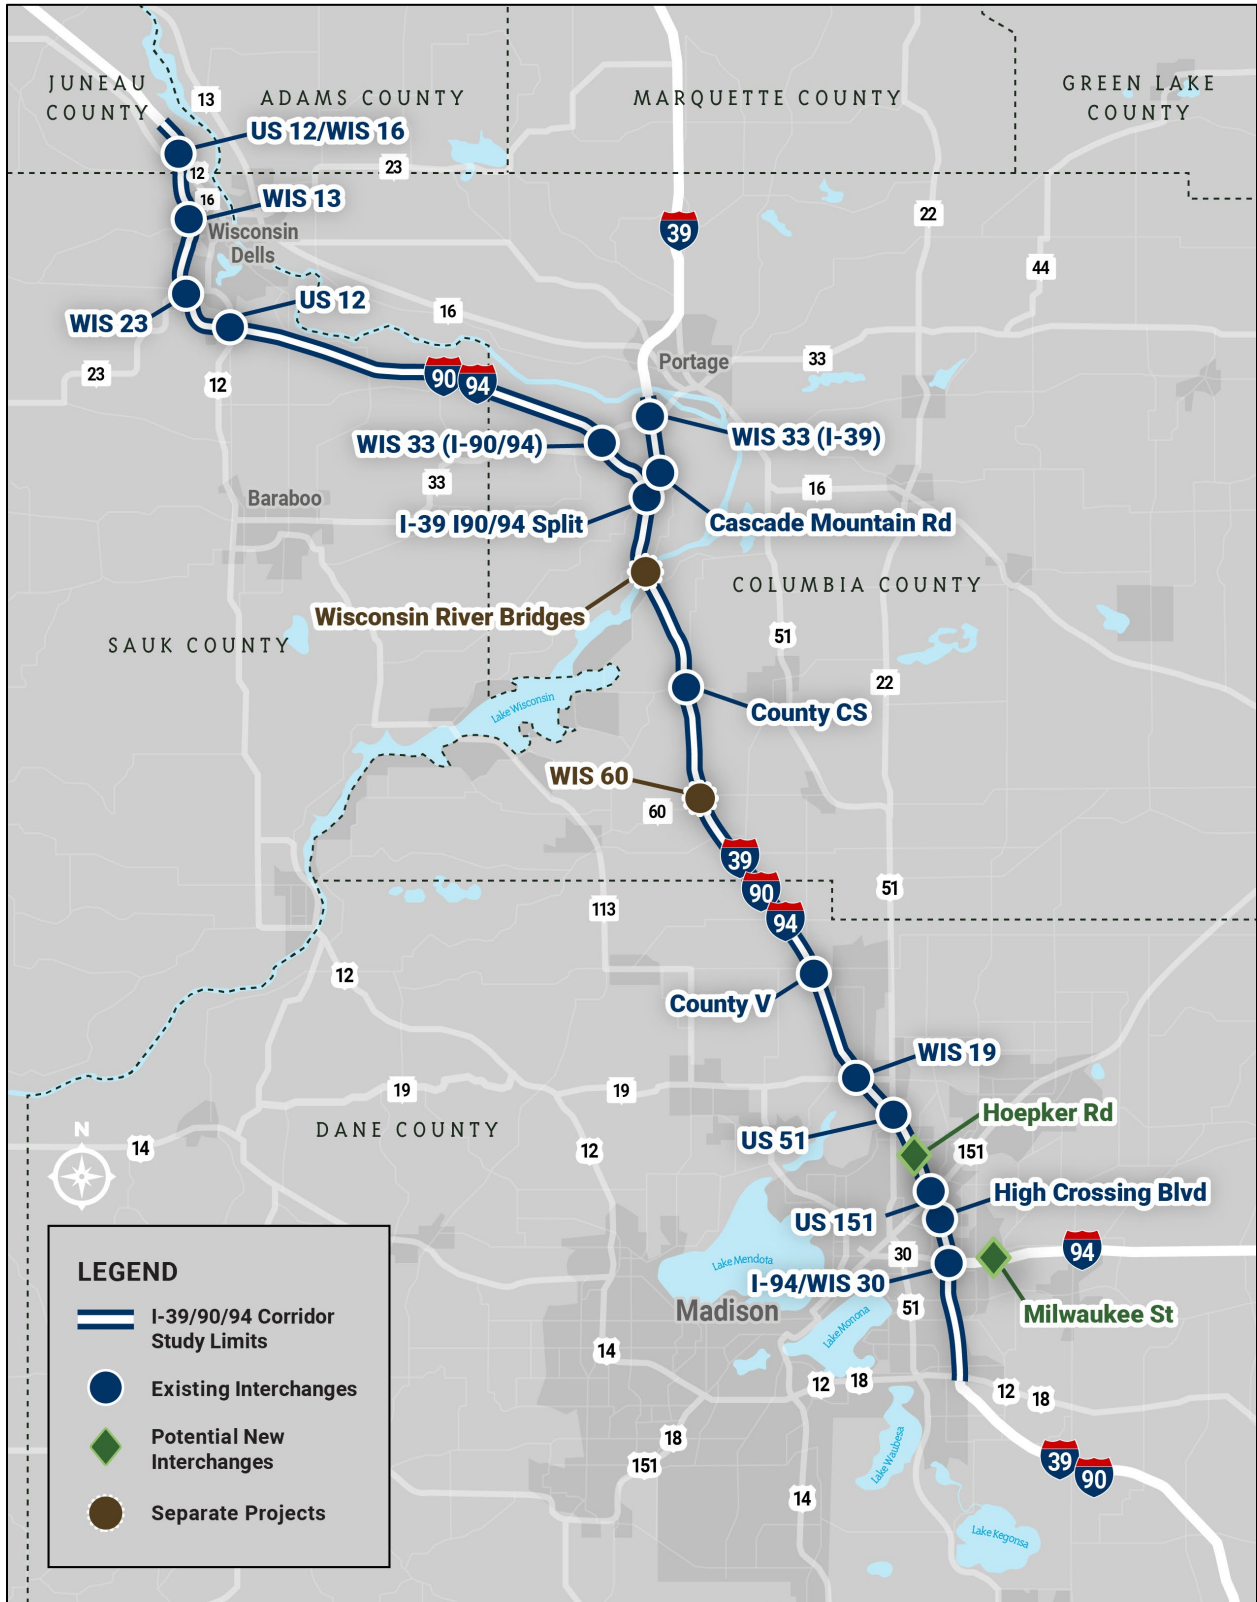 JUNEAU
COUNTY
13
ADAMS COUNTY
MARQUETTE COUNTY
GREEN LAKE
COUNTY
US 12/WIS 16
12
23
16
WIS 13
Wisconsin
Dells
39
22
44
WIS 23
US 12
16
23
12
90
94
Portage
33
WIS 33 (I-90/94)
WIS 33 (I-39)
33
16
Baraboo
I-39 I90/94 Split
Cascade Mountain Rd
COLUMBIA COUNTY
Wisconsin River Bridges
SAUK COUNTY
51
22
Lake Wisconsin
County CS
WIS 60
60
39
90
94
51
113
12
County V
WIS 19
19
19
Hoepker Rd
DANE COUNTY
N
14
12
US 51
151
High Crossing Blvd
US 151
30
94
Lake Mendota
I-94/WIS 30
Madison
51
Milwaukee St
Lake Monona
14
12
18
12
18
18
151
Lake Waubesa
39
90
14
Lake Kegonsa
LEGEND
I-39/90/94 Corridor
Study Limits
Existing Interchanges
Potential New
Interchanges
Separate Projects